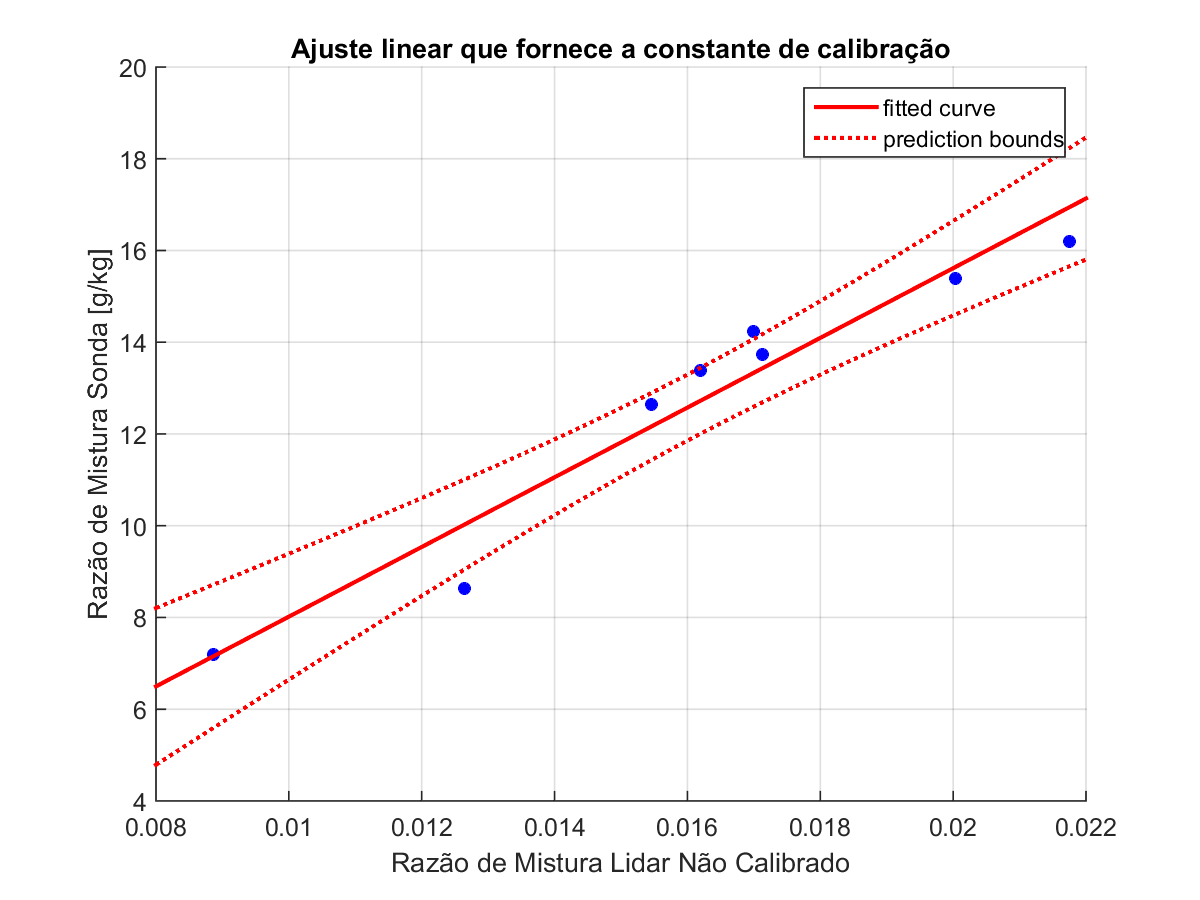 Ajuste linear que fornece a constante de calibração
fitted curve
prediction bounds
Razão de Mistura Sonda [g/kg]
20
18
16
14
12
10
8
6
4
0.008 0.01 0.012 0.014 0.016 0.018 0.02 0.022
Razão de Mistura Lidar Não Calibrado